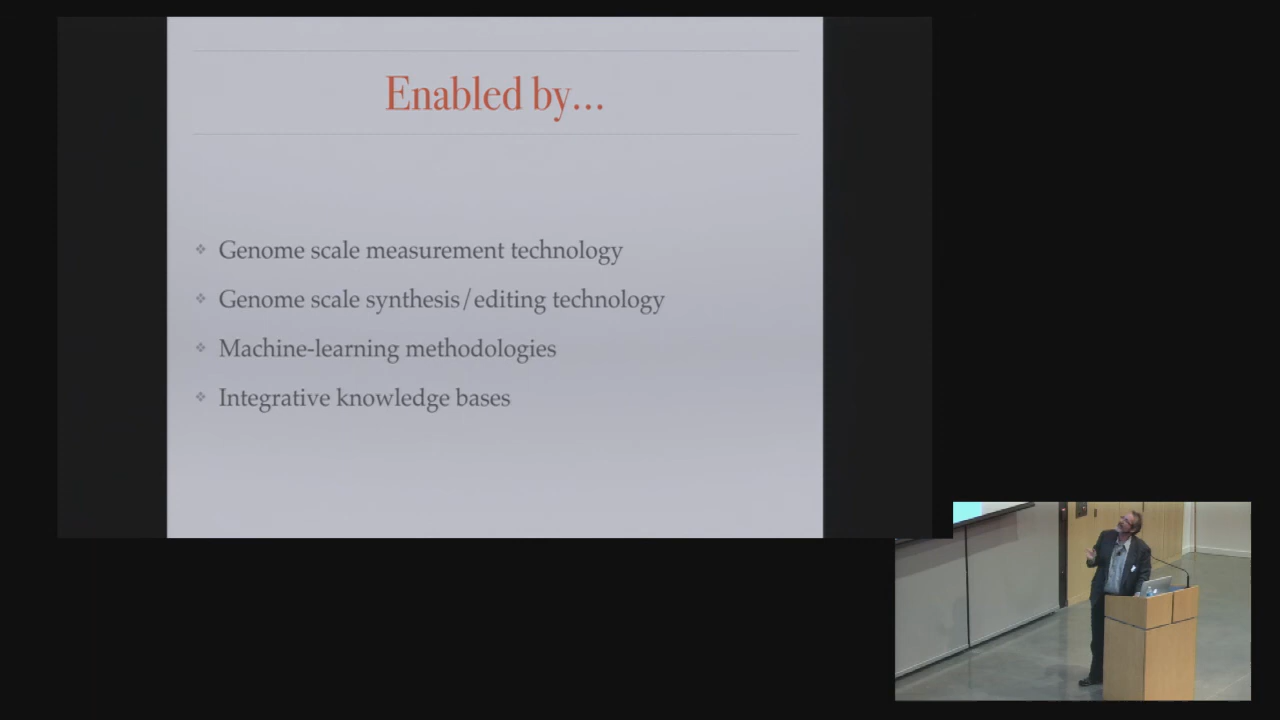 Enabled by...
Genome scale measurement technology
Genome scale synthesis/editing technology
Machine-learning methodologies
Integrative knowledge bases